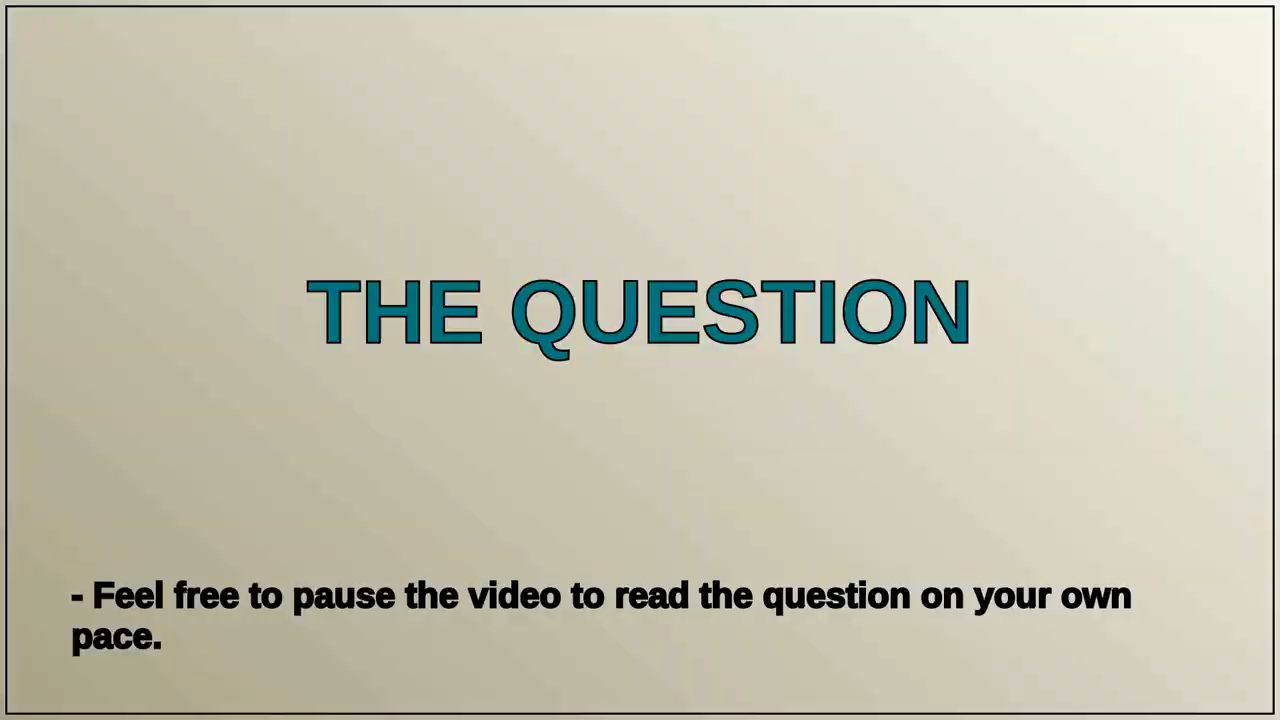 THE QUESTION
- Feel free to pause the video to read the question on your own
pace.